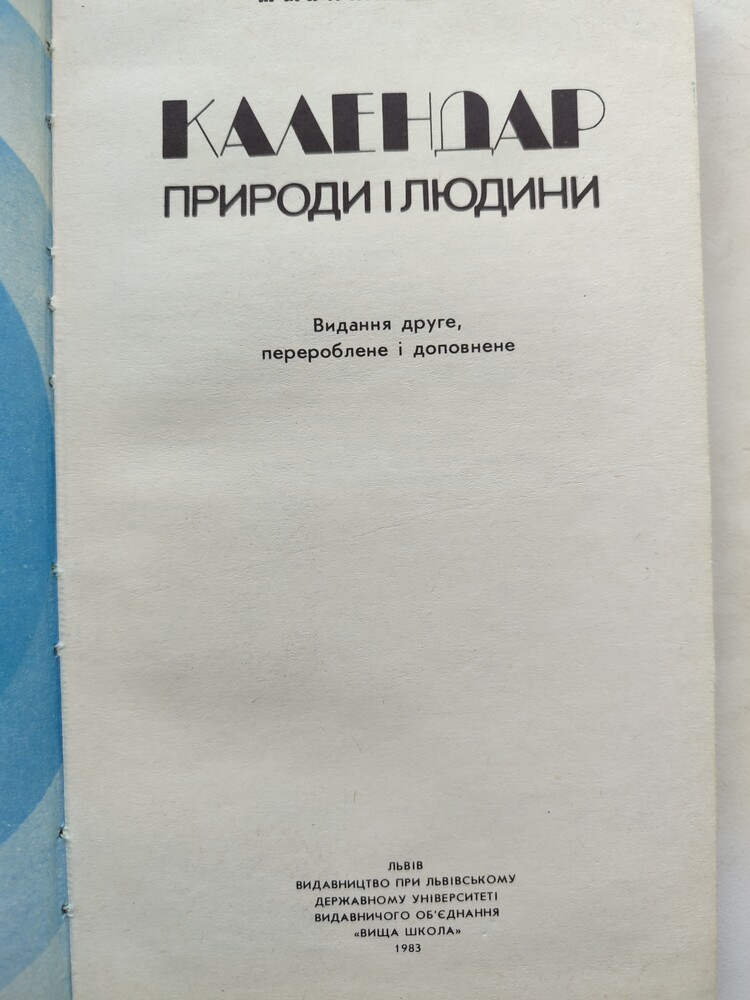 КАЛЕНДАР
ПРИРОДИ І ЛЮДИНИ
Видання друге,
перероблене і доповнене
ЛЬВІВ
ВИДАВНИЦТВО ПРИ ЛЬВІВСЬКОМУ
ДЕРЖАВНОМУ УНІВЕРСИТЕТІ
ВИДАВНИЧОГО ОБ'ЄДНАННЯ
«ВИЩА ШКОЛА»
1983